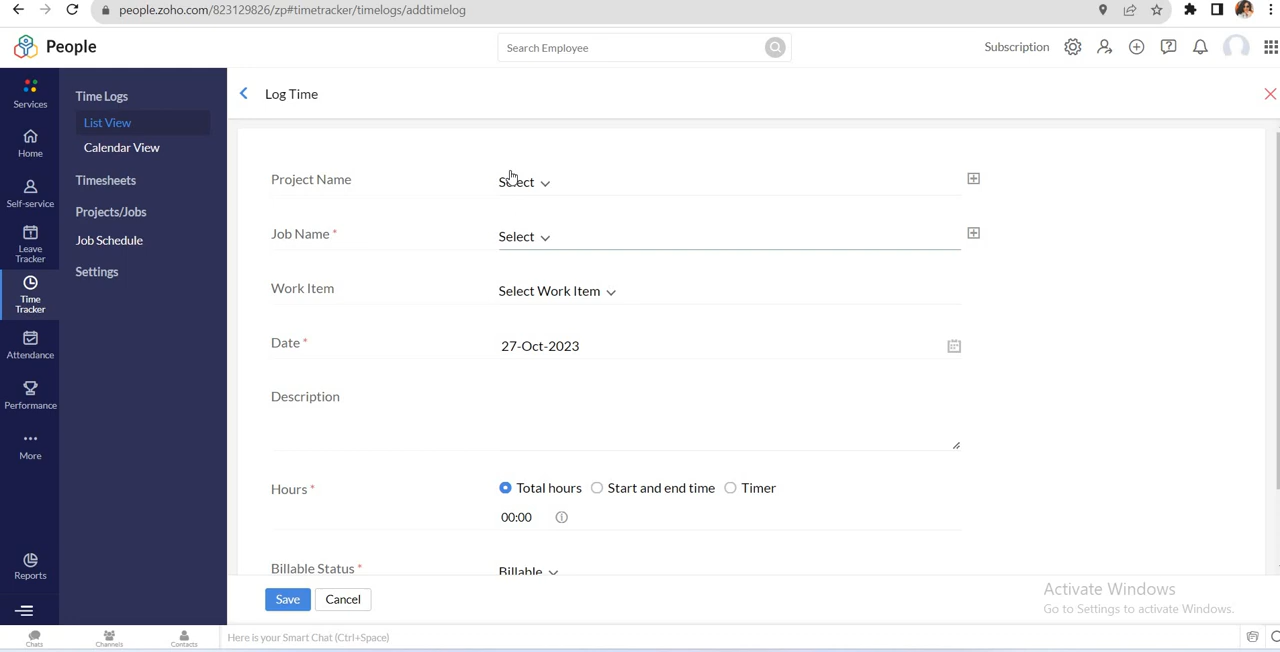 people.zoho.com/823129826/zp#timetracker/timelogs/addtimelog
People
Search Employee
Subscription
Services
Home
Self-service
Leave
Tracker
Time
Tracker
Attendance
Performance
More
Reports
Time Logs
List View
Calendar View
Timesheets
Projects/Jobs
Job Schedule
Settings
Log Time
Project Name
Select
Job Name *
Select
Work Item
Select Work Item
Date *
27-Oct-2023
Description
Hours *
Total hours
Start and end time
Timer
00:00
Billable Status *
Billable
Save
Cancel
Activate Windows
Go to Settings to activate Windows.
Chats
Channels
Contacts
Here is your Smart Chat (Ctrl+Space)